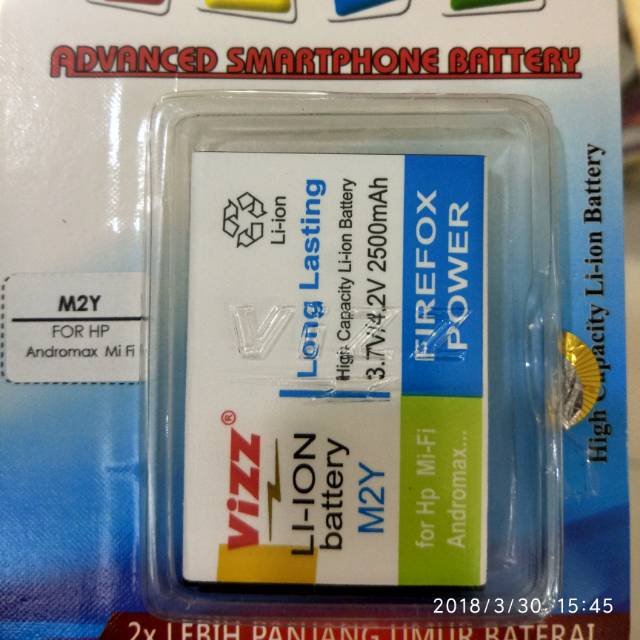 ADVANCED SMARTPHONE BATTERY
M2Y
FOR HP
Andromax Mi Fi
ViZZ®
LI-ION
battery
M2Y
Li-ion
Long Lasting
High Capacity Li-ion Battery
3.7V/4.2V 2500mAh
for Hp Mi-Fi
Andromax...
FIREFOX
POWER
ViZZ
High Capacity Li-ion Battery
2018/3/30 15:45
2x LEBIH PANJANG UMUR BATERAI